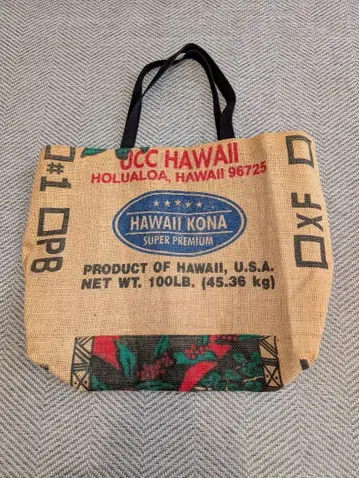 UCC HAWAII
HOLUALOA, HAWAII 96725
#1
PB
XF
HAWAII KONA
SUPER PREMIUM
PRODUCT OF HAWAII, U.S.A.
NET WT. 100LB. (45.36 kg)